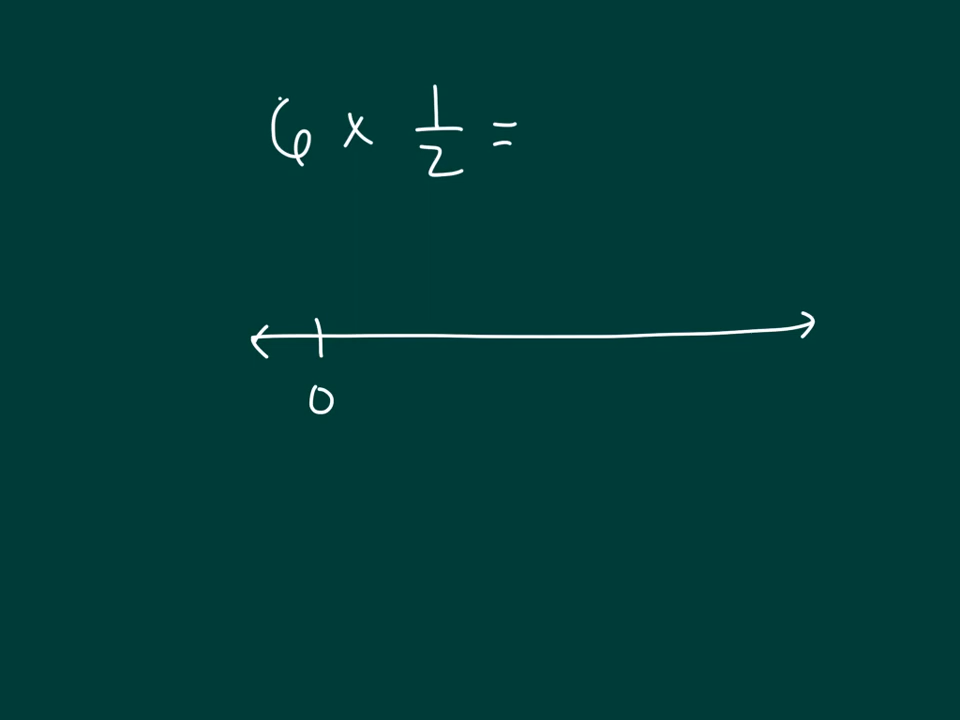 6 × 1/2 =
0